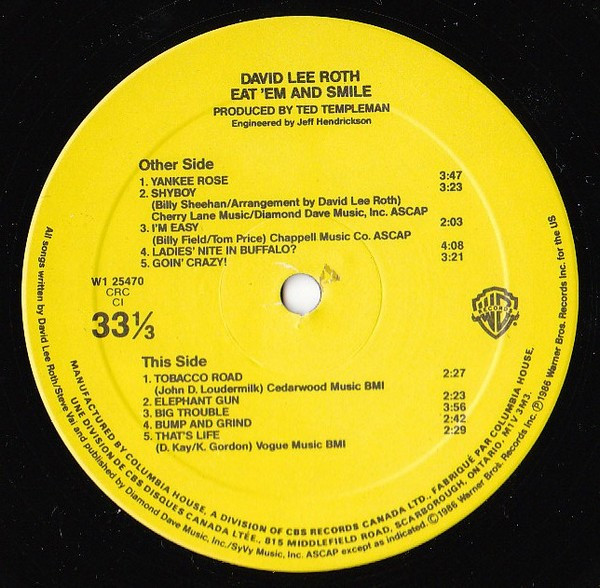 DAVID LEE ROTH
EAT 'EM AND SMILE
PRODUCED BY TED TEMPLEMAN
Engineered by Jeff Hendrickson
Other Side
1. YANKEE ROSE 3:47
2. SHYBOY 3:23
(Billy Sheehan/Arrangement by David Lee Roth)
Cherry Lane Music/Diamond Dave Music, Inc. ASCAP
3. I'M EASY 2:03
(Billy Field/Tom Price) Chappell Music Co. ASCAP
4. LADIES' NITE IN BUFFALO? 4:08
5. GOIN' CRAZY! 3:21
W1 25470
CRC
CI
33⅓
WB
RECORDS
This Side
1. TOBACCO ROAD 2:27
(John D. Loudermilk) Cedarwood Music BMI
2. ELEPHANT GUN 2:23
3. BIG TROUBLE 3:56
4. BUMP AND GRIND 2:42
5. THAT'S LIFE 2:29
(D. Kay/K. Gordon) Vogue Music BMI
MANUFACTURED BY COLUMBIA HOUSE, A DIVISION OF CBS RECORDS CANADA LTD., FABRIQUÉ PAR COLUMBIA HOUSE,
UNE DIVISION DE CBS DISQUES CANADA LTÉE., 815 MIDDLEFIELD ROAD, SCARBOROUGH, ONTARIO. M1V 3M3.
All songs written by David Lee Roth/Steve Vai and published by Diamond Dave Music, Inc./SyVy Music, Inc. ASCAP except as indicated. ©1986 Warner Bros. Records Inc. ℗1986 Warner Bros. Records Inc. for the US